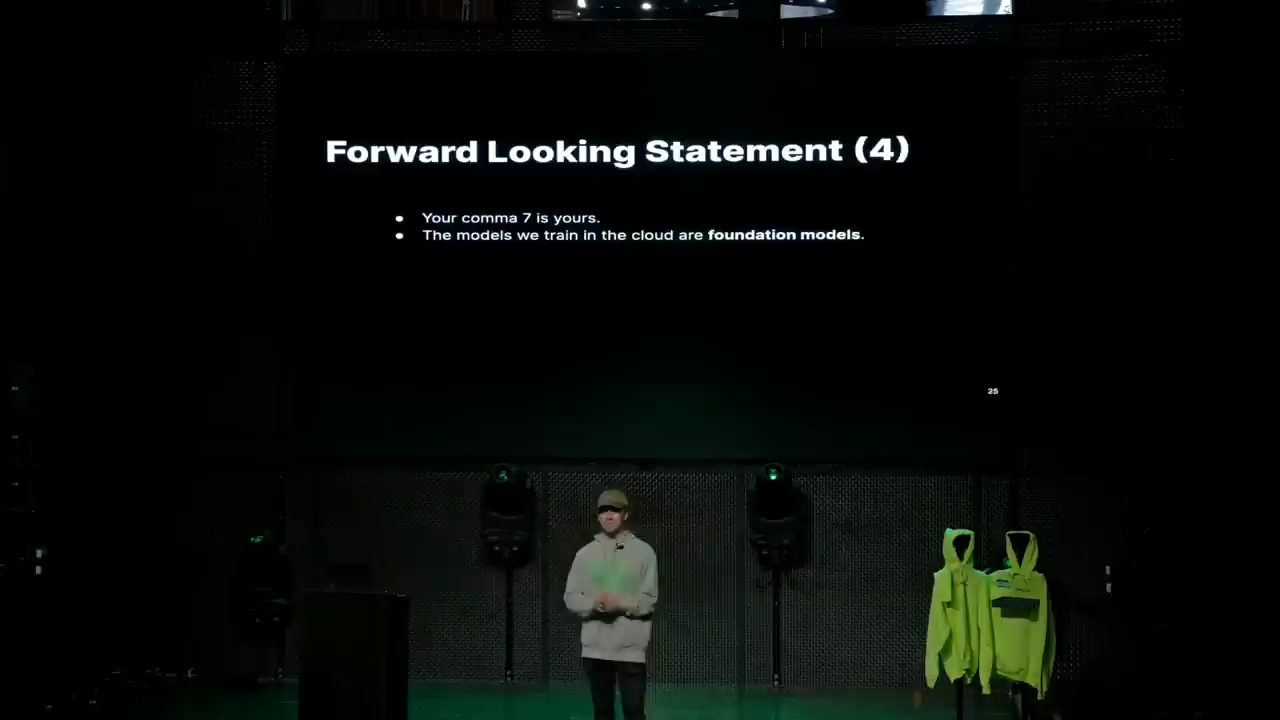 Forward Looking Statement (4)
● Your comma 7 is yours.
● The models we train in the cloud are foundation models.
25